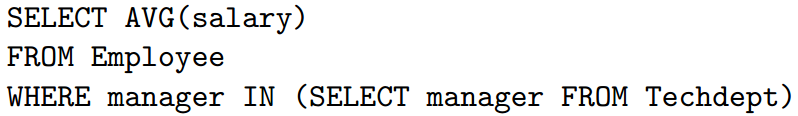 SELECT AVG(salary)
FROM Employee
WHERE manager IN (SELECT manager FROM Techdept)